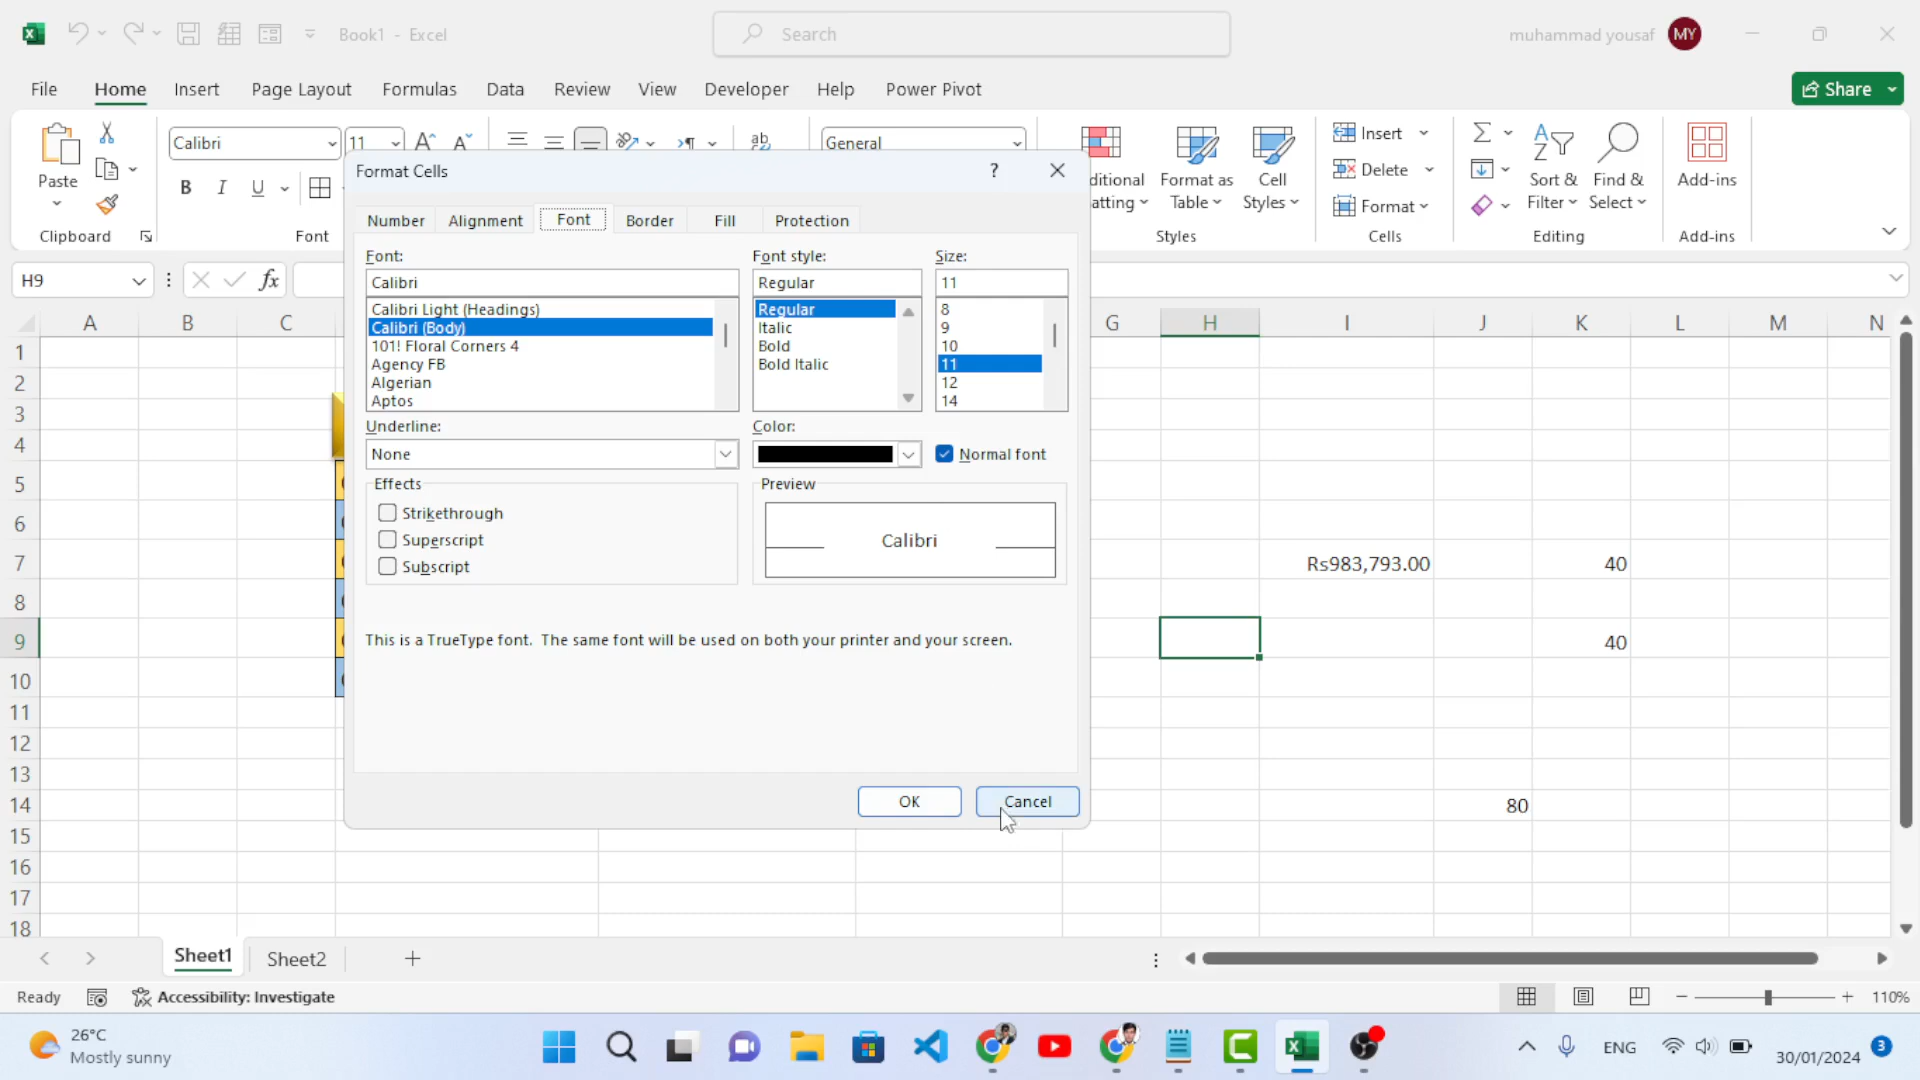 Book1 - Excel
Search
muhammad yousaf MY
File Home Insert Page Layout Formulas Data Review View Developer Help Power Pivot
Share
Calibri 11
General
Paste
B I U
ditional
atting
Format as
Table
Cell
Styles
Insert
Delete
Format
Sort &
Filter
Find &
Select
Add-ins
Clipboard Font Styles Cells Editing Add-ins
Format Cells ?
Number Alignment Font Border Fill Protection
Font: Font style: Size:
Calibri Regular 11
Calibri Light (Headings) Regular 8
Calibri (Body) Italic 9
101! Floral Corners 4 Bold 10
Agency FB Bold Italic 11
Algerian 12
Aptos 14
Underline: Color:
None Normal font
Effects Preview
Strikethrough
Superscript
Subscript
Calibri
This is a TrueType font. The same font will be used on both your printer and your screen.
OK Cancel
H9 fx
A B C G H I J K L M N
1
2
3
4
5
6
7 Rs983,793.00 40
8
9 40
10
11
12
13
14 80
15
16
17
18
Sheet1 Sheet2 +
Ready Accessibility: Investigate 110%
26°C
Mostly sunny
ENG 30/01/2024 3